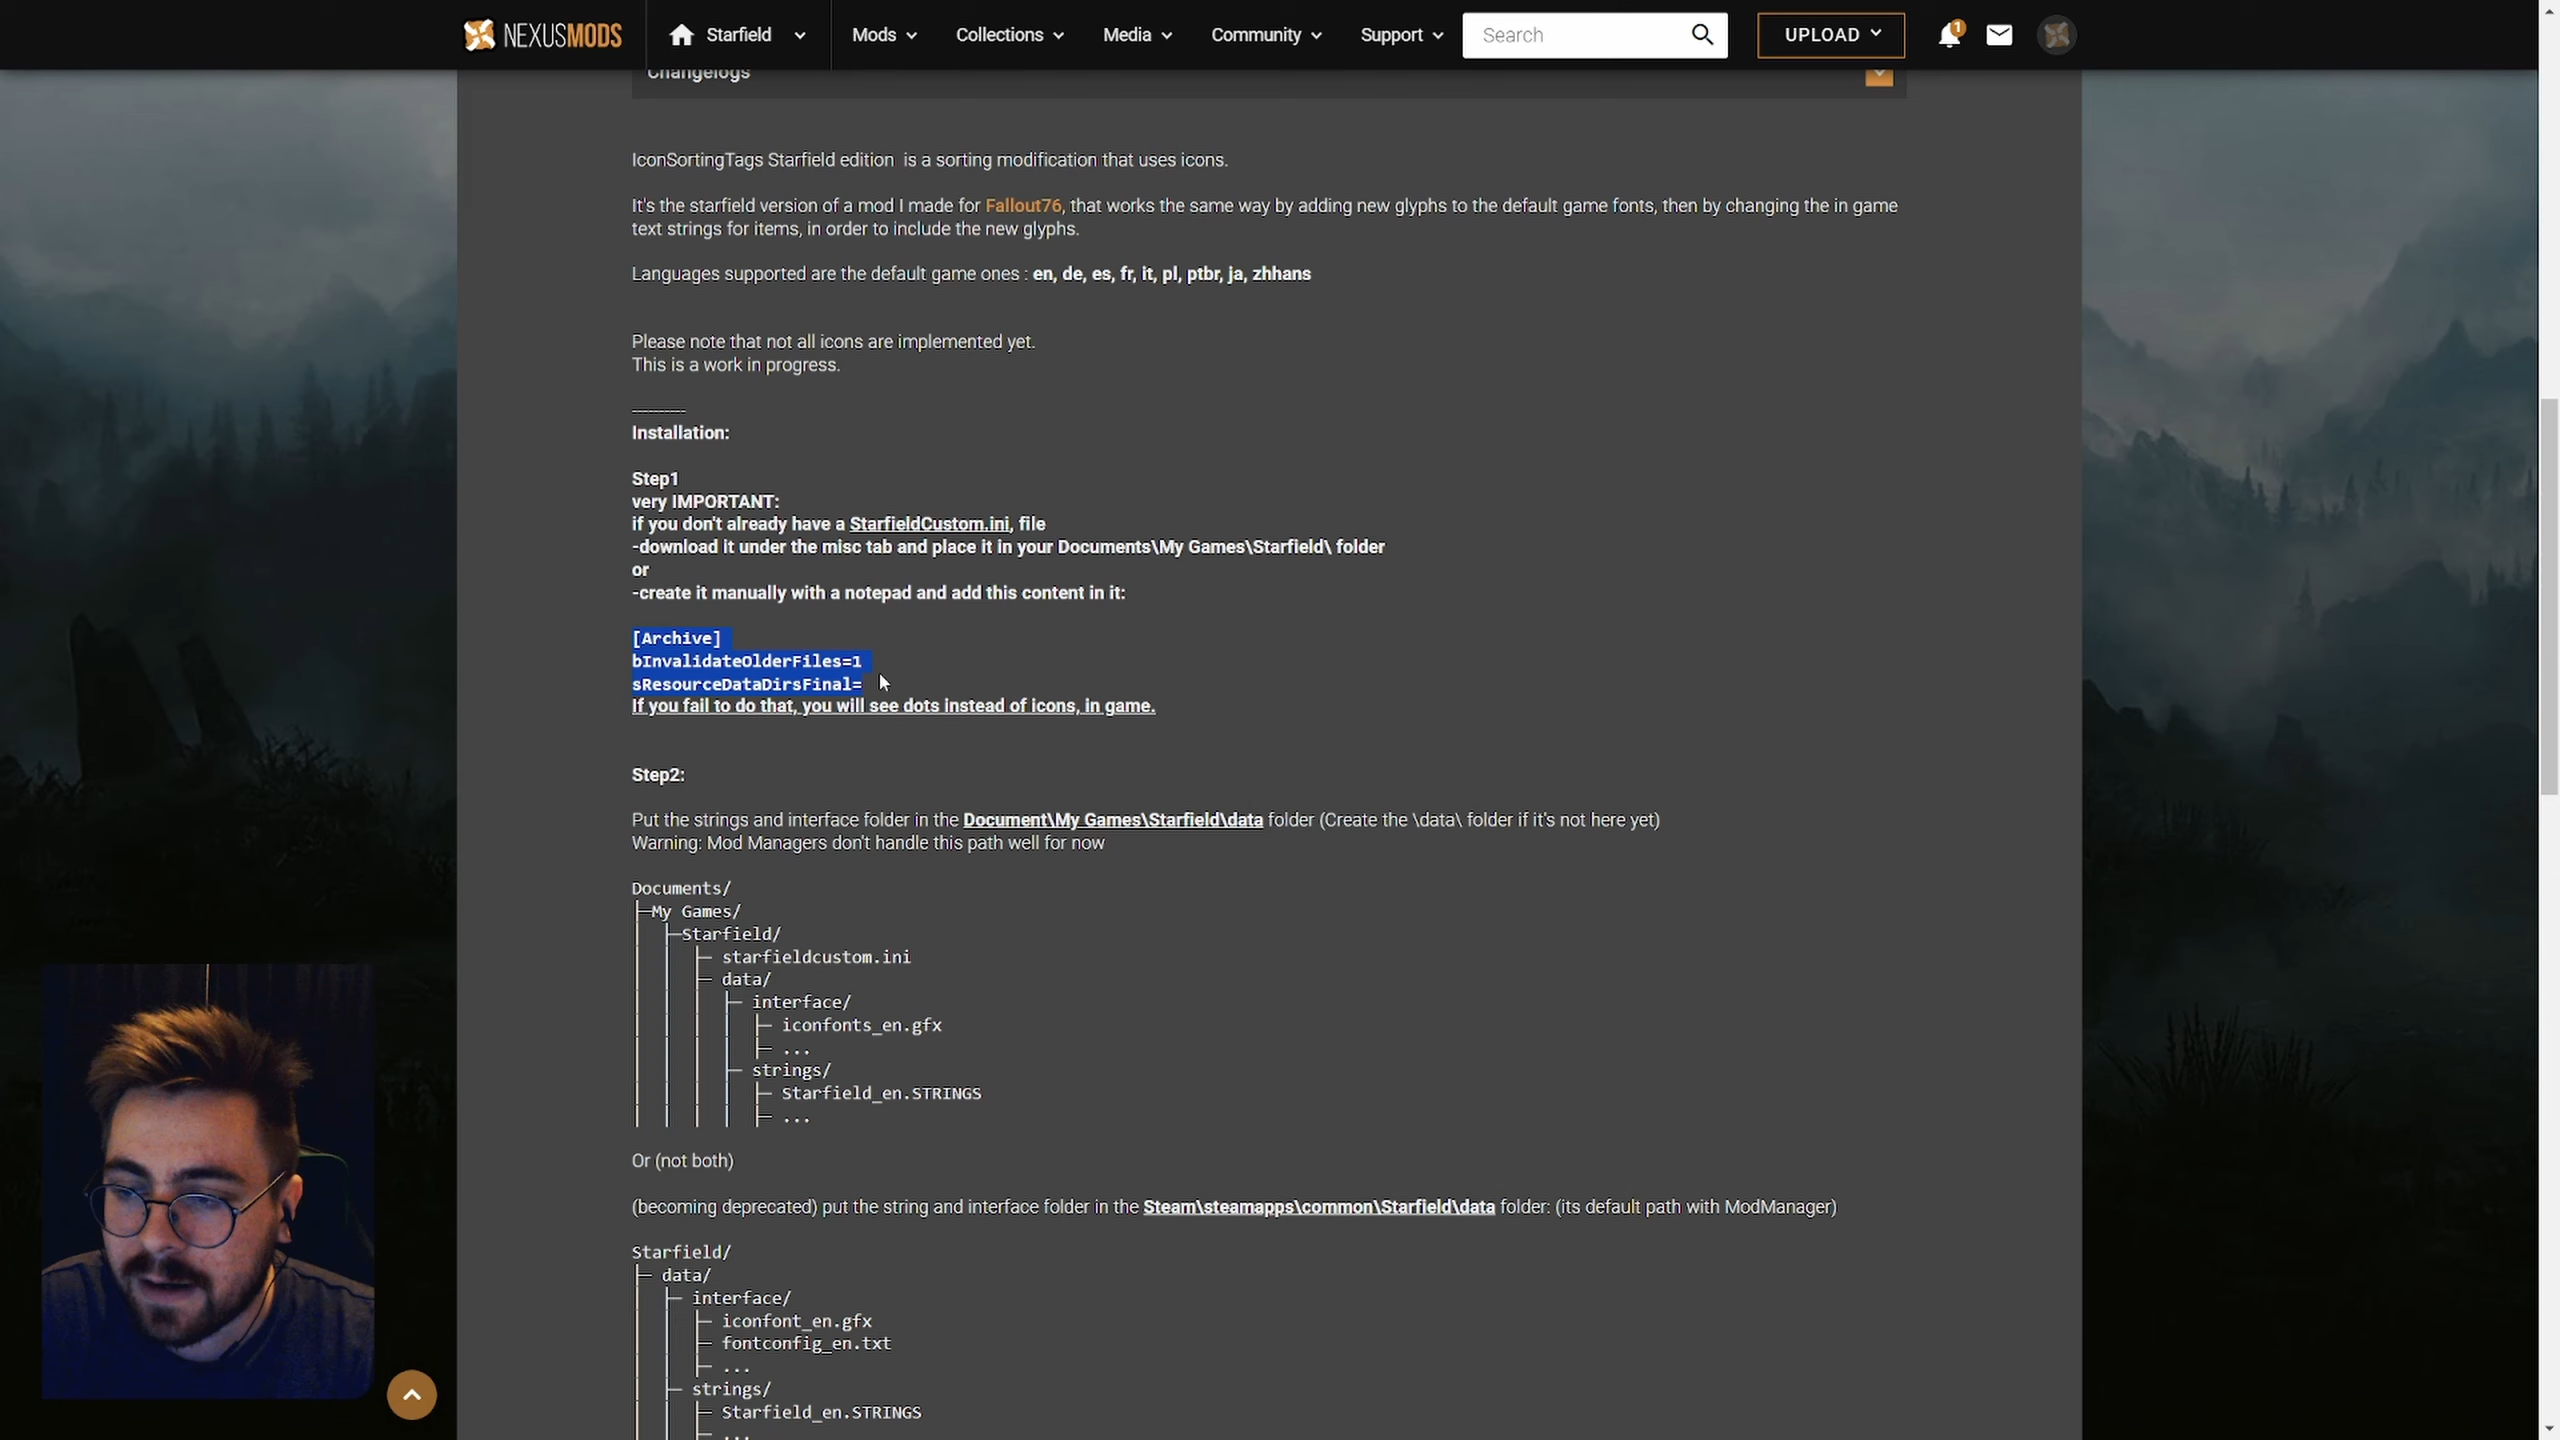 NEXUSMODS
Starfield
Mods
Collections
Media
Community
Support
Search
UPLOAD
1
Changelogs
IconSortingTags Starfield edition  is a sorting modification that uses icons.
It's the starfield version of a mod I made for Fallout76, that works the same way by adding new glyphs to the default game fonts, then by changing the in game
text strings for items, in order to include the new glyphs.
Languages supported are the default game ones : en, de, es, fr, it, pl, ptbr, ja, zhhans
Please note that not all icons are implemented yet.
This is a work in progress.
----------
Installation:
Step1
very IMPORTANT:
if you don't already have a StarfieldCustom.ini, file
-download it under the misc tab and place it in your Documents\My Games\Starfield\ folder
or
-create it manually with a notepad and add this content in it:
[Archive]
bInvalidateOlderFiles=1
sResourceDataDirsFinal=
If you fail to do that, you will see dots instead of icons, in game.
Step2:
Put the strings and interface folder in the Document\My Games\Starfield\data folder (Create the \data\ folder if it's not here yet)
Warning: Mod Managers don't handle this path well for now
Documents/
├─My Games/
│  ├─Starfield/
│  │  ├─ starfieldcustom.ini
│  │  ├─ data/
│  │  │  ├─ interface/
│  │  │  │  ├─ iconfonts_en.gfx
│  │  │  │  ├─ ...
│  │  │  ├─ strings/
│  │  │  │  ├─ Starfield_en.STRINGS
│  │  │  │  ├─ ...
Or (not both)
(becoming deprecated) put the string and interface folder in the Steam\steamapps\common\Starfield\data folder: (its default path with ModManager)
Starfield/
├─ data/
│  ├─ interface/
│  │  ├─ iconfont_en.gfx
│  │  ├─ fontconfig_en.txt
│  │  ├─ ...
│  ├─ strings/
│  │  ├─ Starfield_en.STRINGS
│  │  ├─ ...